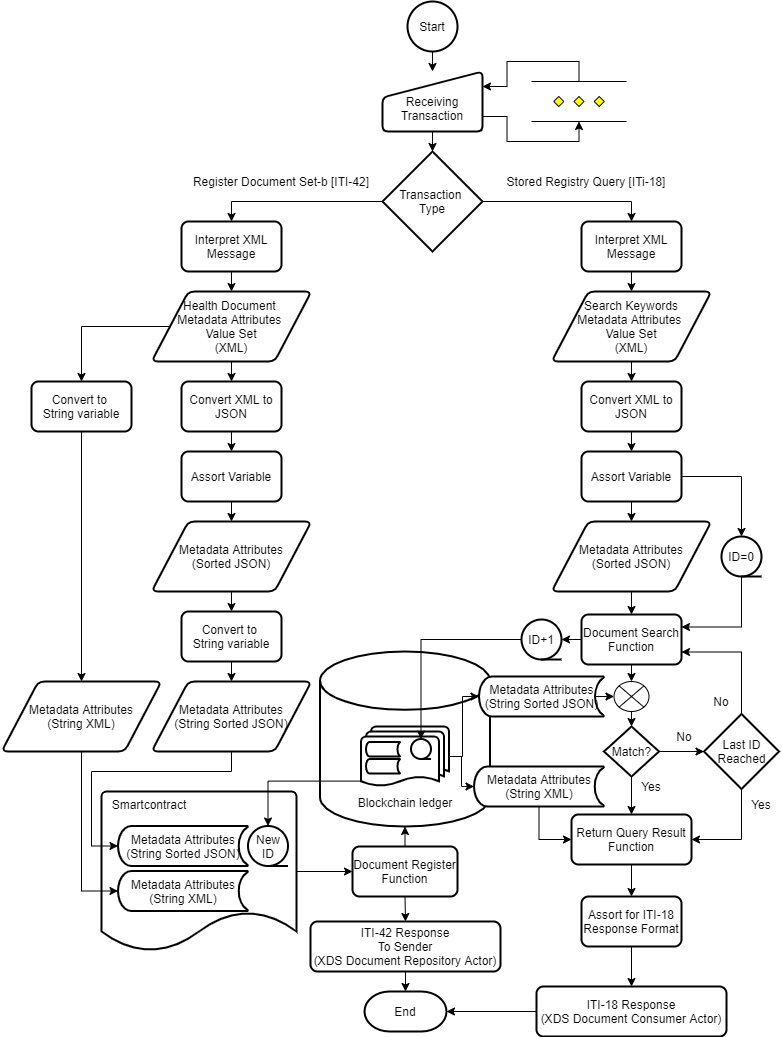 Start
Receiving
Transaction
Register Document Set-b [ITI-42]
Stored Registry Query [ITi-18]
Transaction
Type
Interpret XML
Message
Interpret XML
Message
Health Document
Metadata Attributes
Value Set
(XML)
Search Keywords
Metadata Attributes
Value Set
(XML)
Convert to
String variable
Convert XML to
JSON
Convert XML to
JSON
Assort Variable
Assort Variable
Metadata Attributes
(Sorted JSON)
Metadata Attributes
(Sorted JSON)
ID=0
Convert to
String variable
ID+1
Document Search
Function
Metadata Attributes
(String XML)
Metadata Attributes
(String Sorted JSON)
Metadata Attributes
(String Sorted JSON)
No
Match?
No
Last ID
Reached
Blockchain ledger
Metadata Attributes
(String XML)
Yes
Yes
Smartcontract
Metadata Attributes
(String Sorted JSON)
New
ID
Metadata Attributes
(String XML)
Document Register
Function
Return Query Result
Function
Assort for ITI-18
Response Format
ITI-42 Response
To Sender
(XDS Document Repository Actor)
End
ITI-18 Response
(XDS Document Consumer Actor)